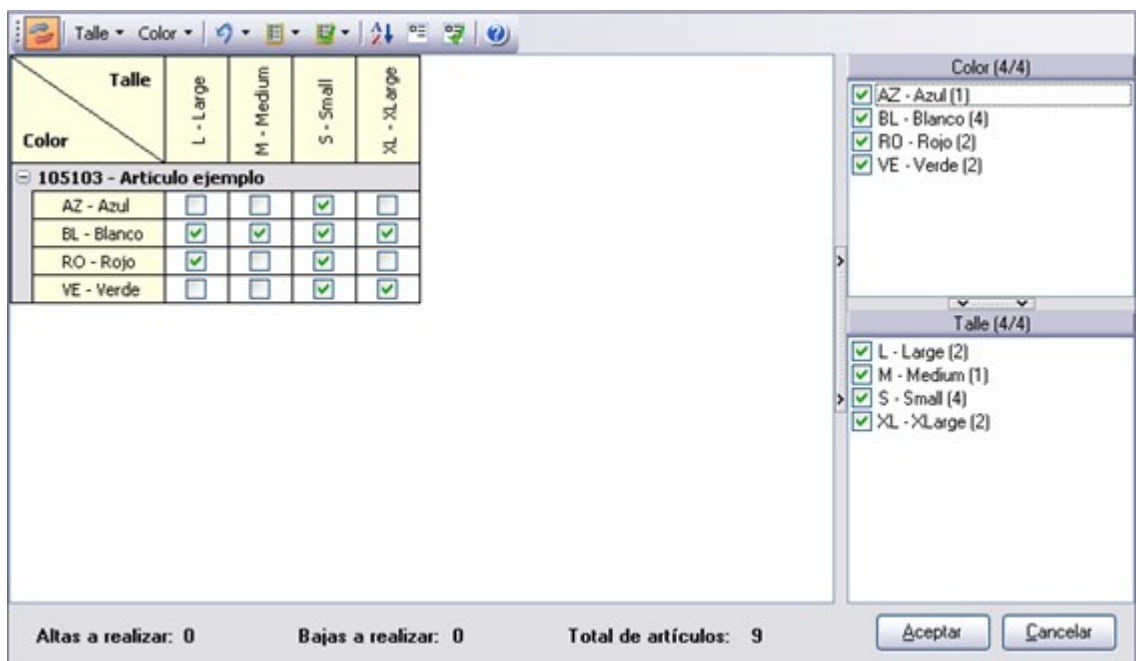 Talle Color
Talle
Color
L - Large
M - Medium
S - Small
XL - XLarge
105103 - Articulo ejemplo
AZ - Azul
BL - Blanco
RO - Rojo
VE - Verde
Color (4/4)
AZ - Azul (1)
BL - Blanco (4)
RO - Rojo (2)
VE - Verde (2)
Talle (4/4)
L - Large (2)
M - Medium (1)
S - Small (4)
XL - XLarge (2)
Altas a realizar: 0 Bajas a realizar: 0 Total de artículos: 9
Aceptar Cancelar